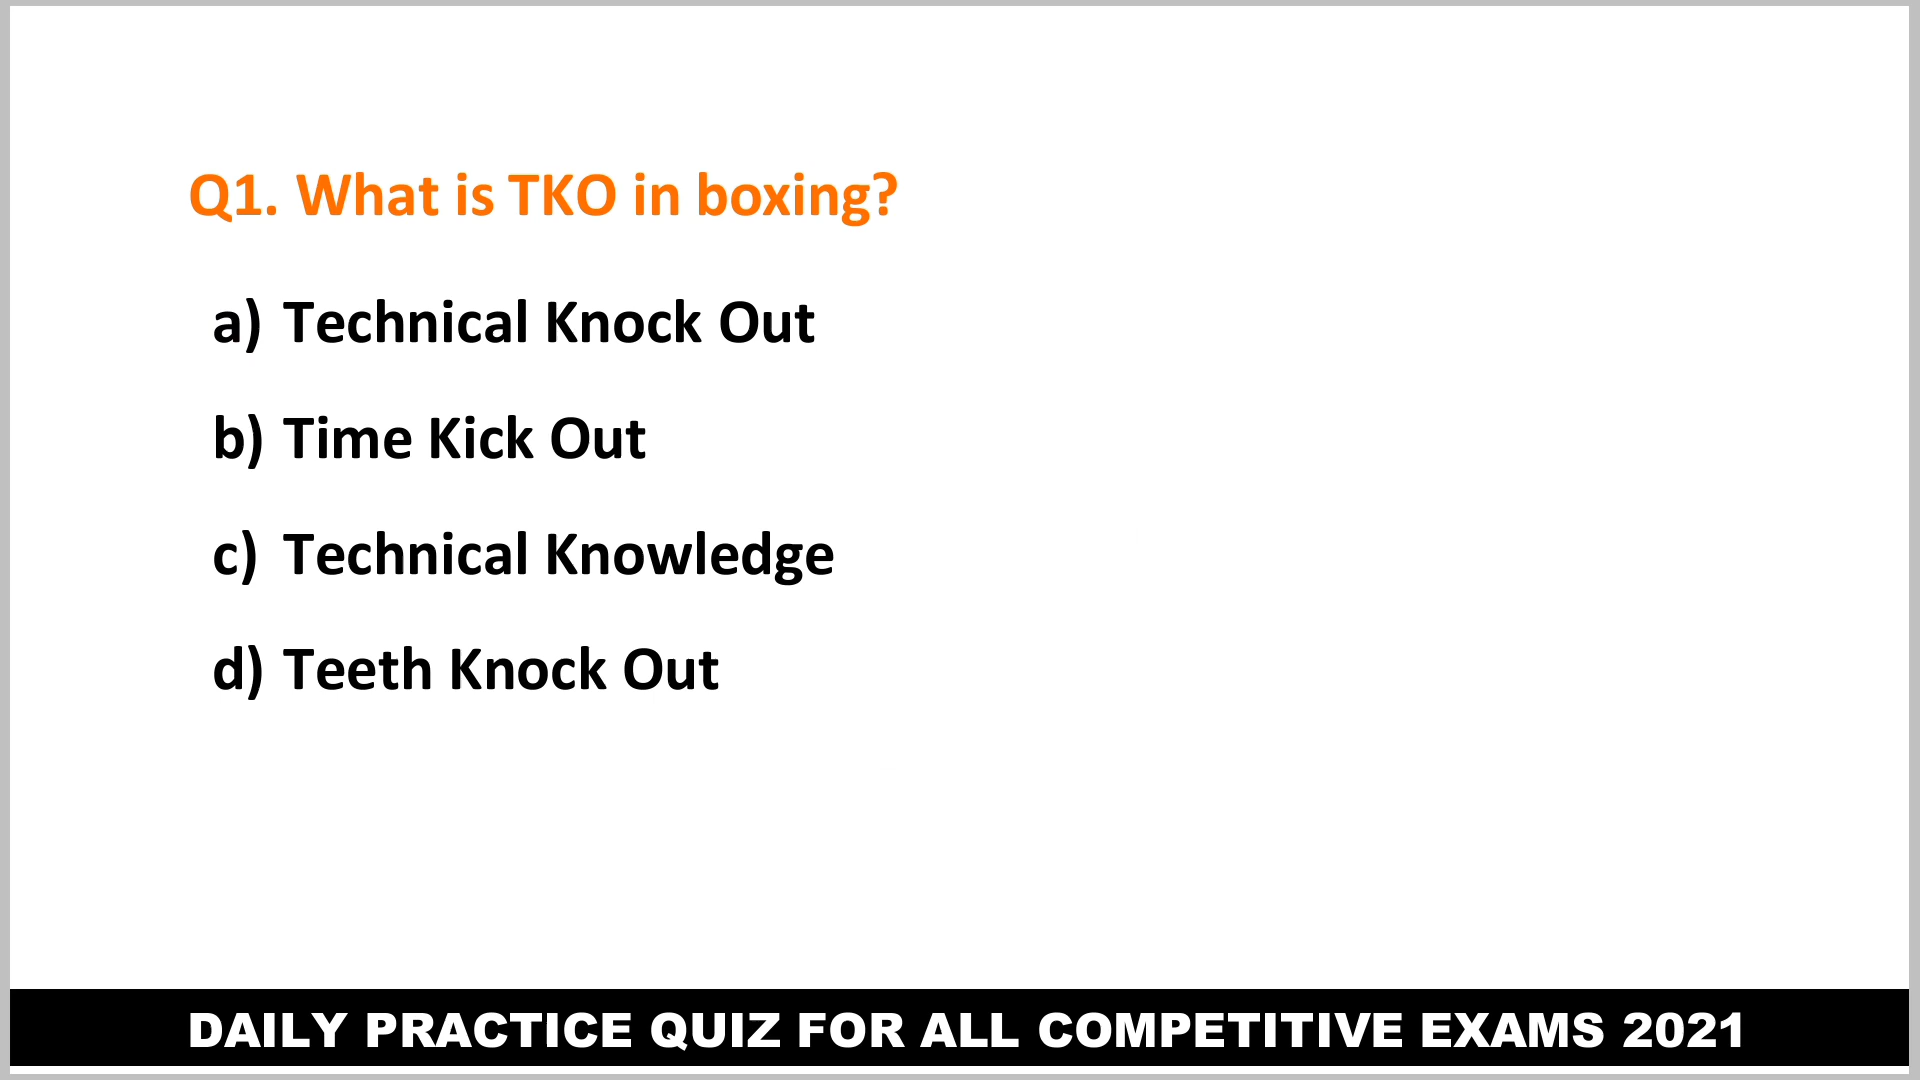 Q1. What is TKO in boxing?
a) Technical Knock Out
b) Time Kick Out
c) Technical Knowledge
d) Teeth Knock Out
DAILY PRACTICE QUIZ FOR ALL COMPETITIVE EXAMS 2021